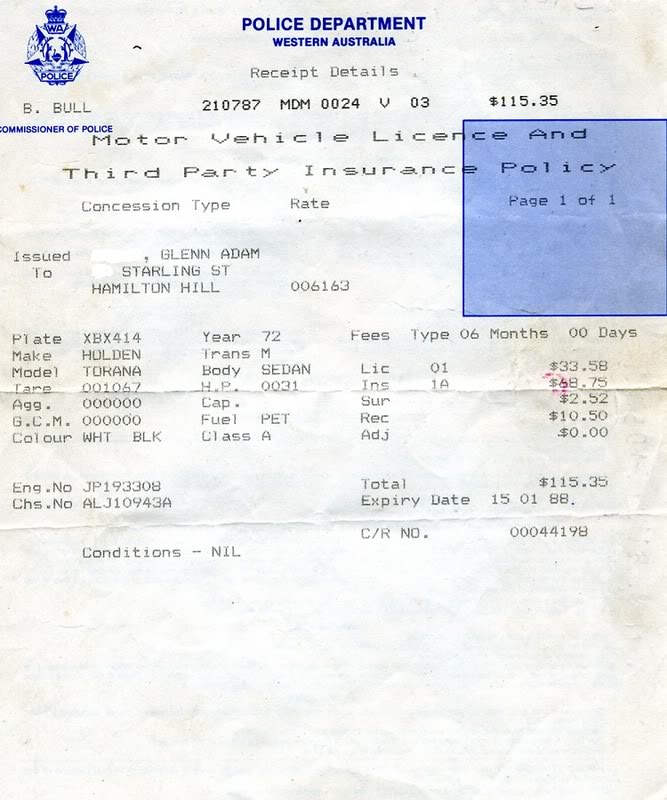 POLICE DEPARTMENT
WESTERN AUSTRALIA
WA
POLICE
Receipt Details
B. BULL 210787 MDM 0024 V 03 $115.35
COMMISSIONER OF POLICE
Motor Vehicle Licence And
Third Party Insurance Policy
Concession Type Rate Page 1 of 1
Issued , GLENN ADAM
To STARLING ST
HAMILTON HILL 006163
Plate XBX414 Year 72 Fees Type 06 Months 00 Days
Make HOLDEN Trans M
Model TORANA Body SEDAN Lic 01 $33.58
Tare 001067 H.P. 0031 Ins 1A $68.75
Agg. 000000 Cap. Sur $2.52
G.C.M. 000000 Fuel PET Rec $10.50
Colour WHT BLK Class A Adj $0.00
Eng.No JP193308 Total $115.35
Chs.No ALJ10943A Expiry Date 15 01 88.
C/R NO. 00044198
Conditions - NIL